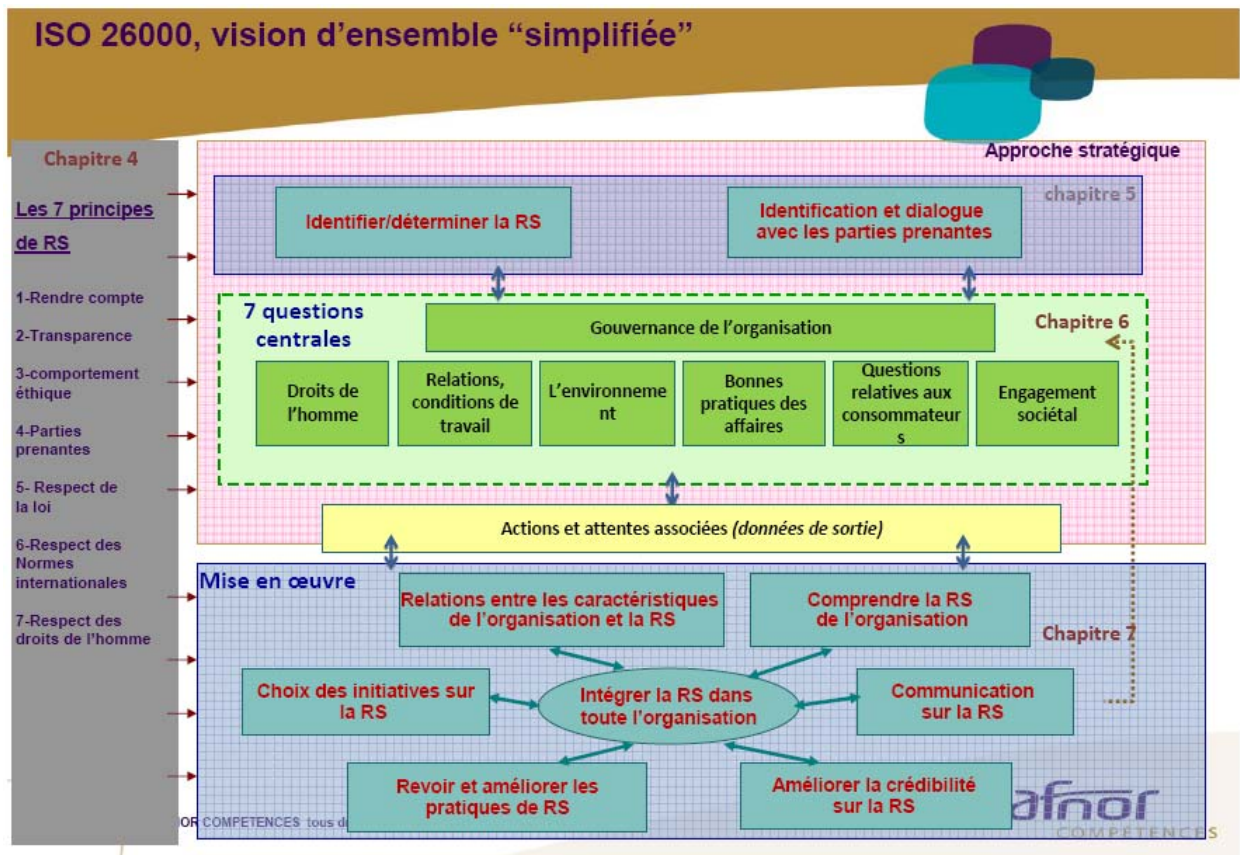 ISO 26000, vision d’ensemble “simplifiée”
Chapitre 4
Les 7 principes
de RS
1-Rendre compte
2-Transparence
3-comportement
éthique
4-Parties
prenantes
5- Respect de
la loi
6-Respect des
Normes
internationales
7-Respect des
droits de l’homme
Approche stratégique
chapitre 5
Identifier/déterminer la RS
Identification et dialogue
avec les parties prenantes
7 questions
centrales
Gouvernance de l’organisation
Chapitre 6
Droits de
l’homme
Relations,
conditions de
travail
L’environneme
nt
Bonnes
pratiques des
affaires
Questions
relatives aux
consommateur
s
Engagement
sociétal
Actions et attentes associées (données de sortie)
Mise en œuvre
Relations entre les caractéristiques
de l’organisation et la RS
Comprendre la RS
de l’organisation
Chapitre 7
Choix des initiatives sur
la RS
Intégrer la RS dans
toute l’organisation
Communication
sur la RS
Revoir et améliorer les
pratiques de RS
Améliorer la crédibilité
sur la RS
COMPETENCES tous
afnor
COMPETENCES